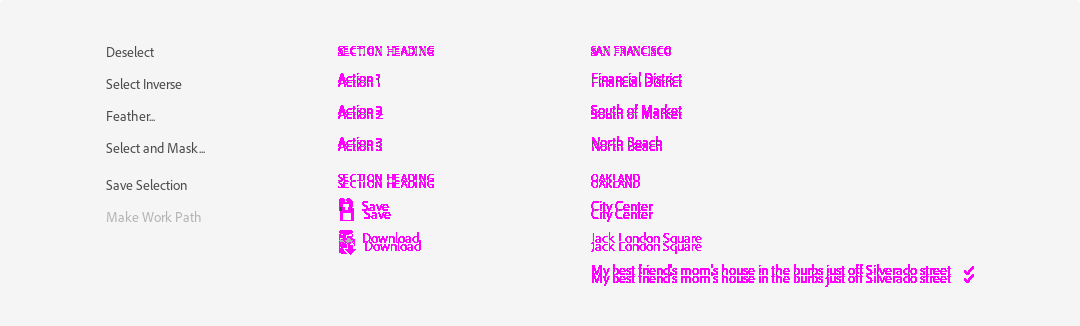 Deselect
Select Inverse
Feather...
Select and Mask...
Save Selection
Make Work Path
SECTION HEADING
Action 1
Action 2
Action 3
SECTION HEADING
Save
Download
SAN FRANCISCO
Financial District
South of Market
North Beach
OAKLAND
City Center
Jack London Square
My best friend's mom's house in the burbs just off Silverado street